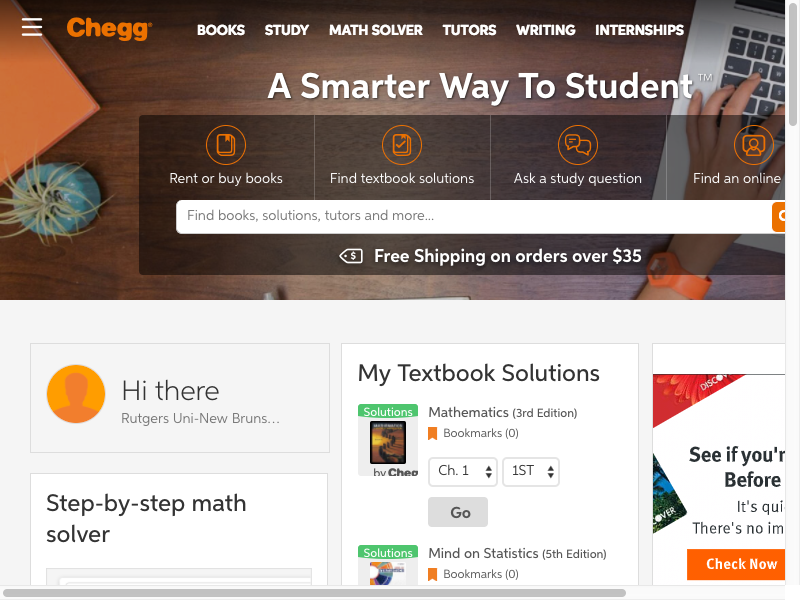 Chegg
BOOKS STUDY MATH SOLVER TUTORS WRITING INTERNSHIPS
A Smarter Way To Student™
Rent or buy books
Find textbook solutions
Ask a study question
Find an online
Find books, solutions, tutors and more...
Free Shipping on orders over $35
Hi there
Rutgers Uni-New Bruns...
Step-by-step math
solver
My Textbook Solutions
Solutions
by Chegg
Mathematics (3rd Edition)
Bookmarks (0)
Ch. 1 1ST
Go
Solutions
Mind on Statistics (5th Edition)
Bookmarks (0)
See if you'r
Before
It's qui
There's no im
Check Now